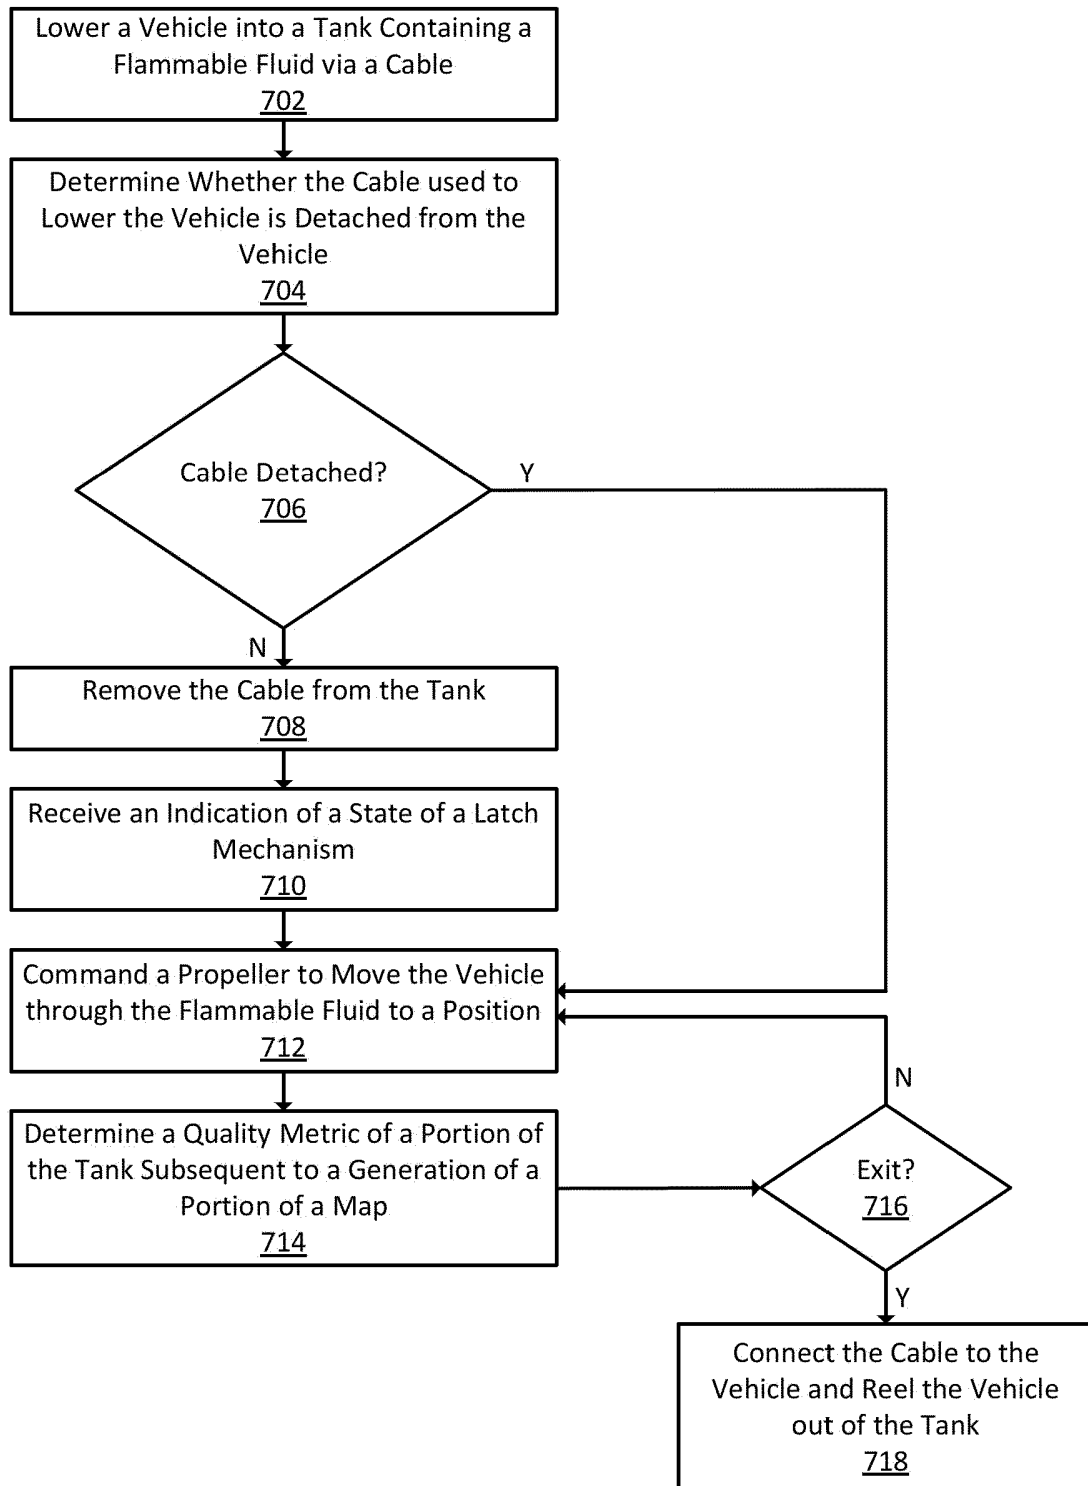 Lower a Vehicle into a Tank Containing a
Flammable Fluid via a Cable
702
Determine Whether the Cable used to
Lower the Vehicle is Detached from the
Vehicle
704
Cable Detached?
706
Y
N
Remove the Cable from the Tank
708
Receive an Indication of a State of a Latch
Mechanism
710
Command a Propeller to Move the Vehicle
through the Flammable Fluid to a Position
712
N
Determine a Quality Metric of a Portion of
the Tank Subsequent to a Generation of a
Portion of a Map
714
Exit?
716
Y
Connect the Cable to the
Vehicle and Reel the Vehicle
out of the Tank
718